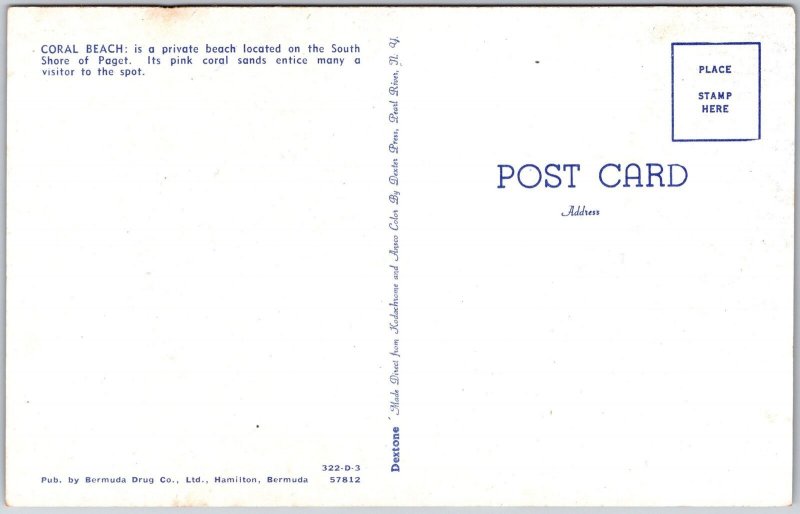 CORAL BEACH: is a private beach located on the South
Shore of Paget. Its pink coral sands entice many a
visitor to the spot.
322-D-3
Pub. by Bermuda Drug Co., Ltd., Hamilton, Bermuda 57812
Dextone Made Direct from Kodachrome and Ansco Color By Dexter Press, Pearl River, N. Y.
PLACE
STAMP
HERE
POST CARD
Address